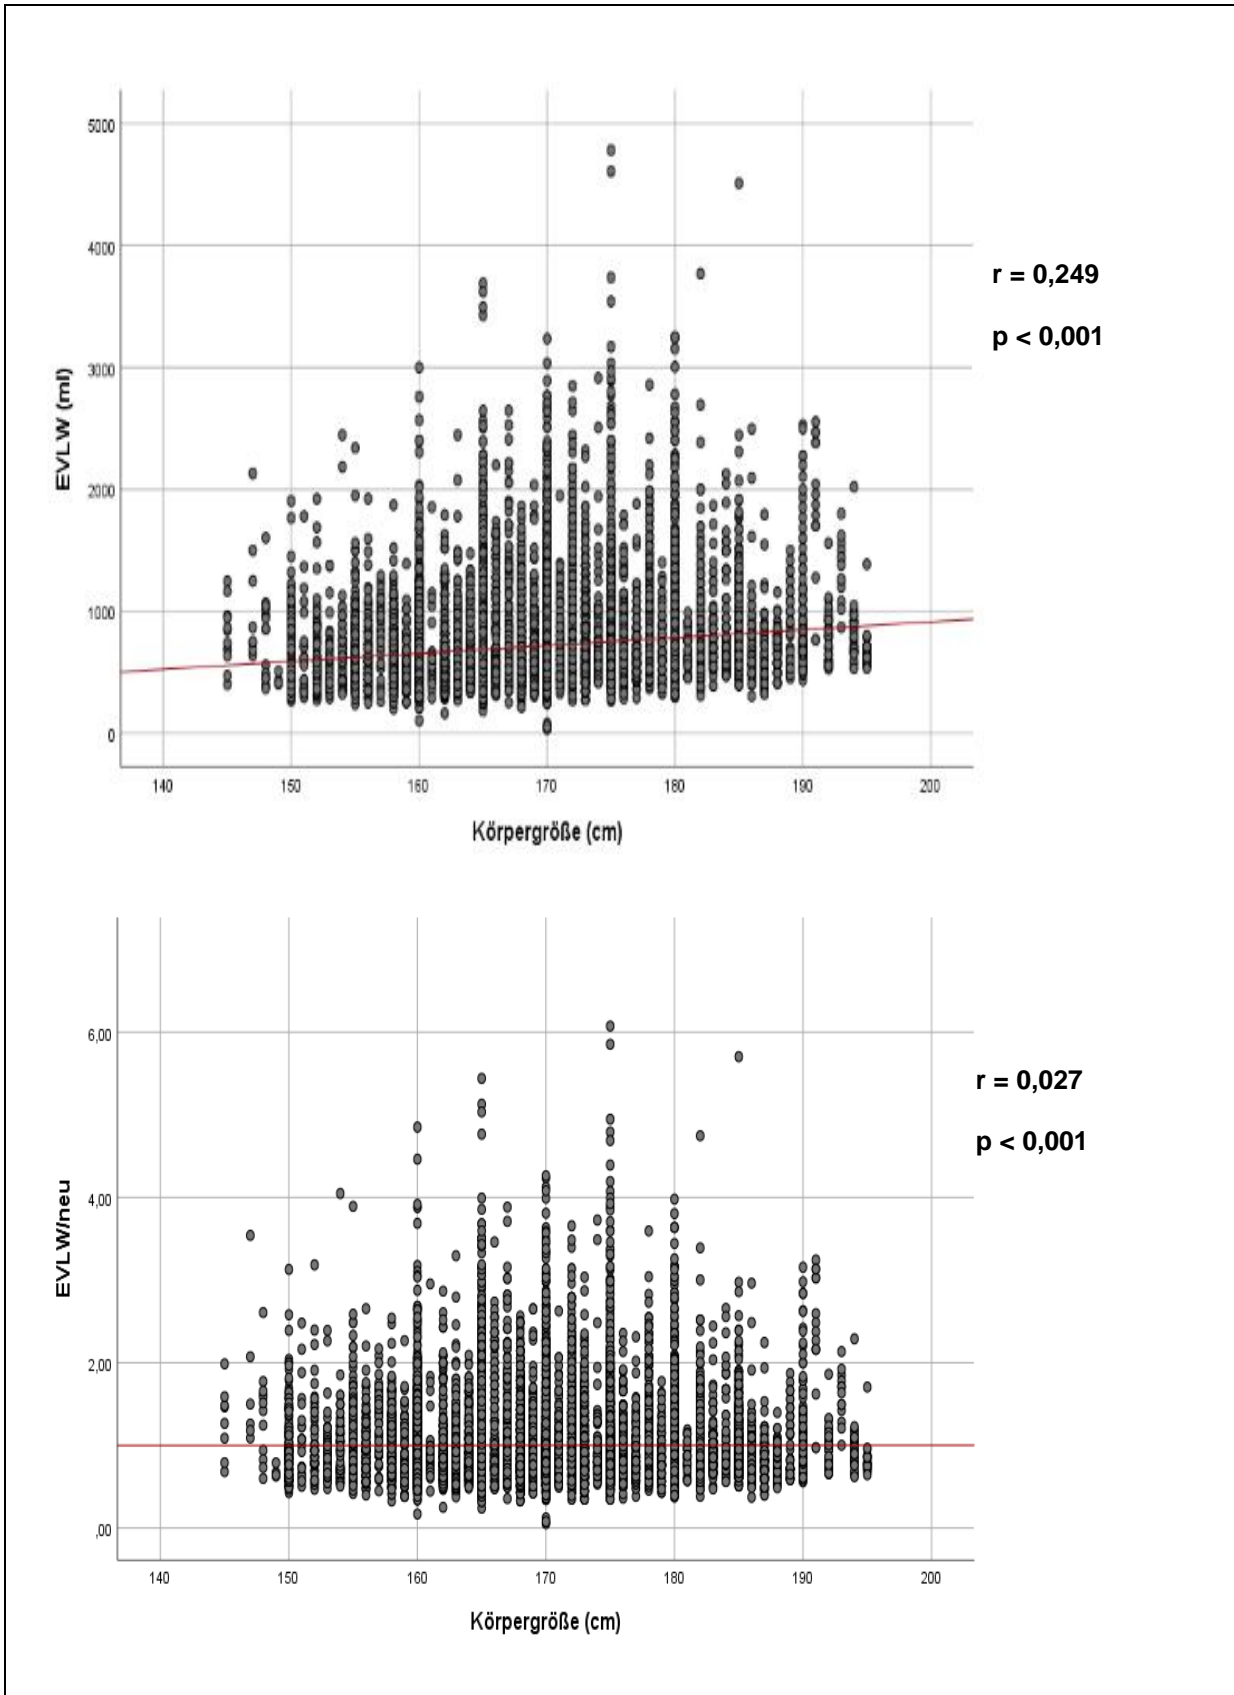 5000
4000
3000
2000
1000
0
EVLW (ml)
140 150 160 170 180 190 200
Körpergröße (cm)
r = 0,249
p < 0,001
6,00
4,00
2,00
,00
EVLW/neu
140 150 160 170 180 190 200
Körpergröße (cm)
r = 0,027
p < 0,001